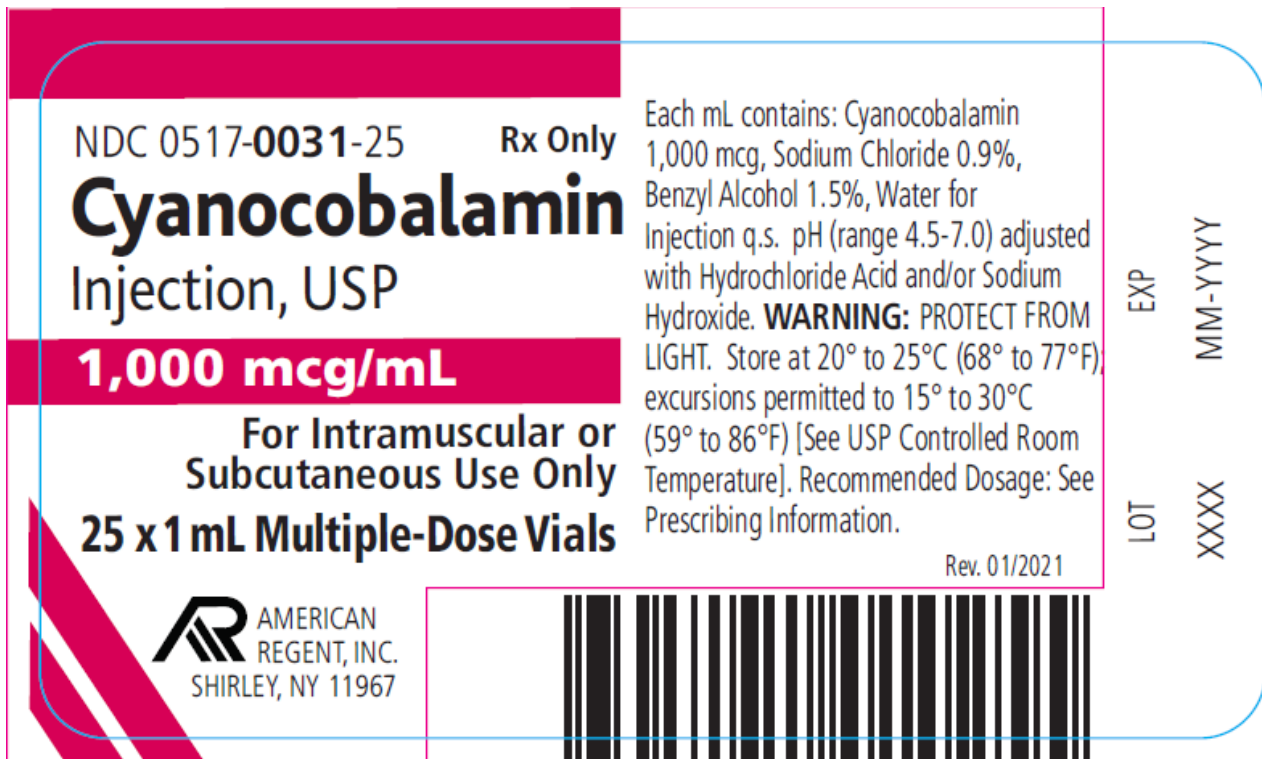 NDC 0517-0031-25 Rx Only
Cyanocobalamin
Injection, USP
1,000 mcg/mL
For Intramuscular or
Subcutaneous Use Only
25 x 1 mL Multiple-Dose Vials
AR AMERICAN
REGENT, INC.
SHIRLEY, NY 11967
Each mL contains: Cyanocobalamin
1,000 mcg, Sodium Chloride 0.9%,
Benzyl Alcohol 1.5%, Water for
Injection q.s. pH (range 4.5-7.0) adjusted
with Hydrochloride Acid and/or Sodium
Hydroxide. WARNING: PROTECT FROM
LIGHT. Store at 20° to 25°C (68° to 77°F);
excursions permitted to 15° to 30°C
(59° to 86°F) [See USP Controlled Room
Temperature]. Recommended Dosage: See
Prescribing Information.
Rev. 01/2021
LOT EXP
XXXX MM-YYYY